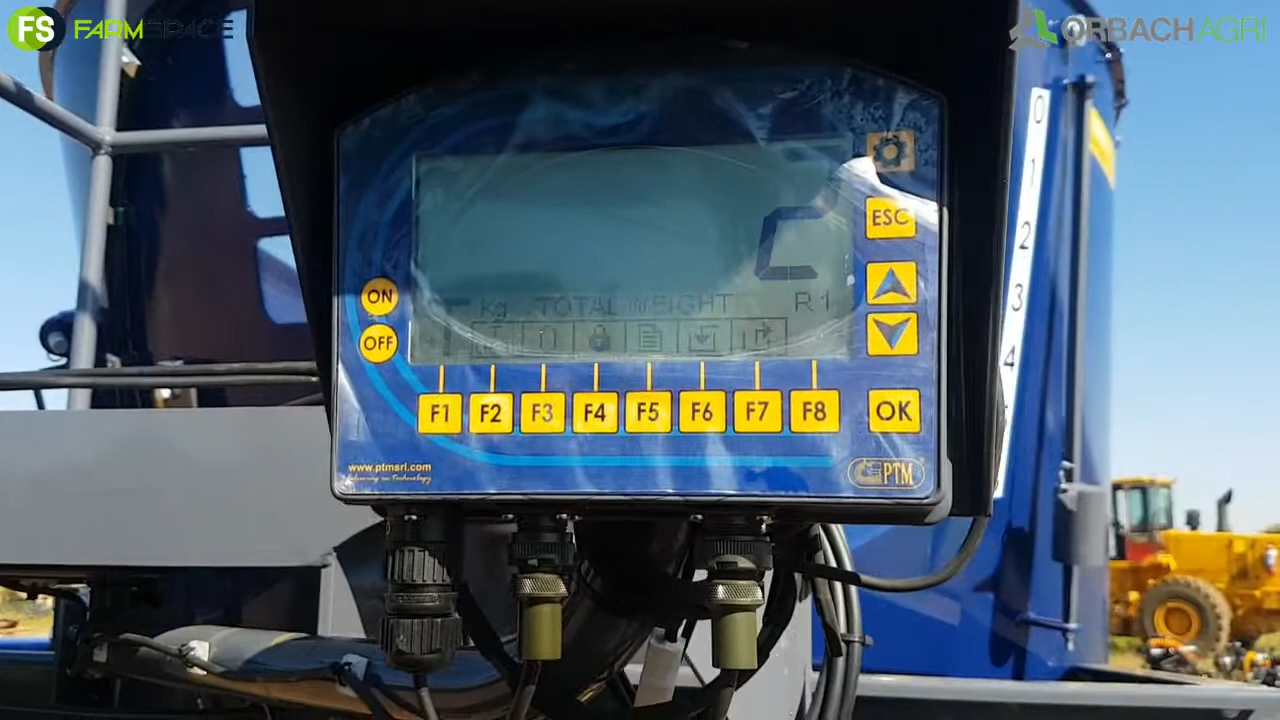 FS FARMSPACE
ORBACH AGRI
0
1
2
3
4
ESC
ON
OFF
Kg TOTAL WEIGHT R1
F1 F2 F3 F4 F5 F6 F7 F8
OK
www.ptmsrl.com
PTM